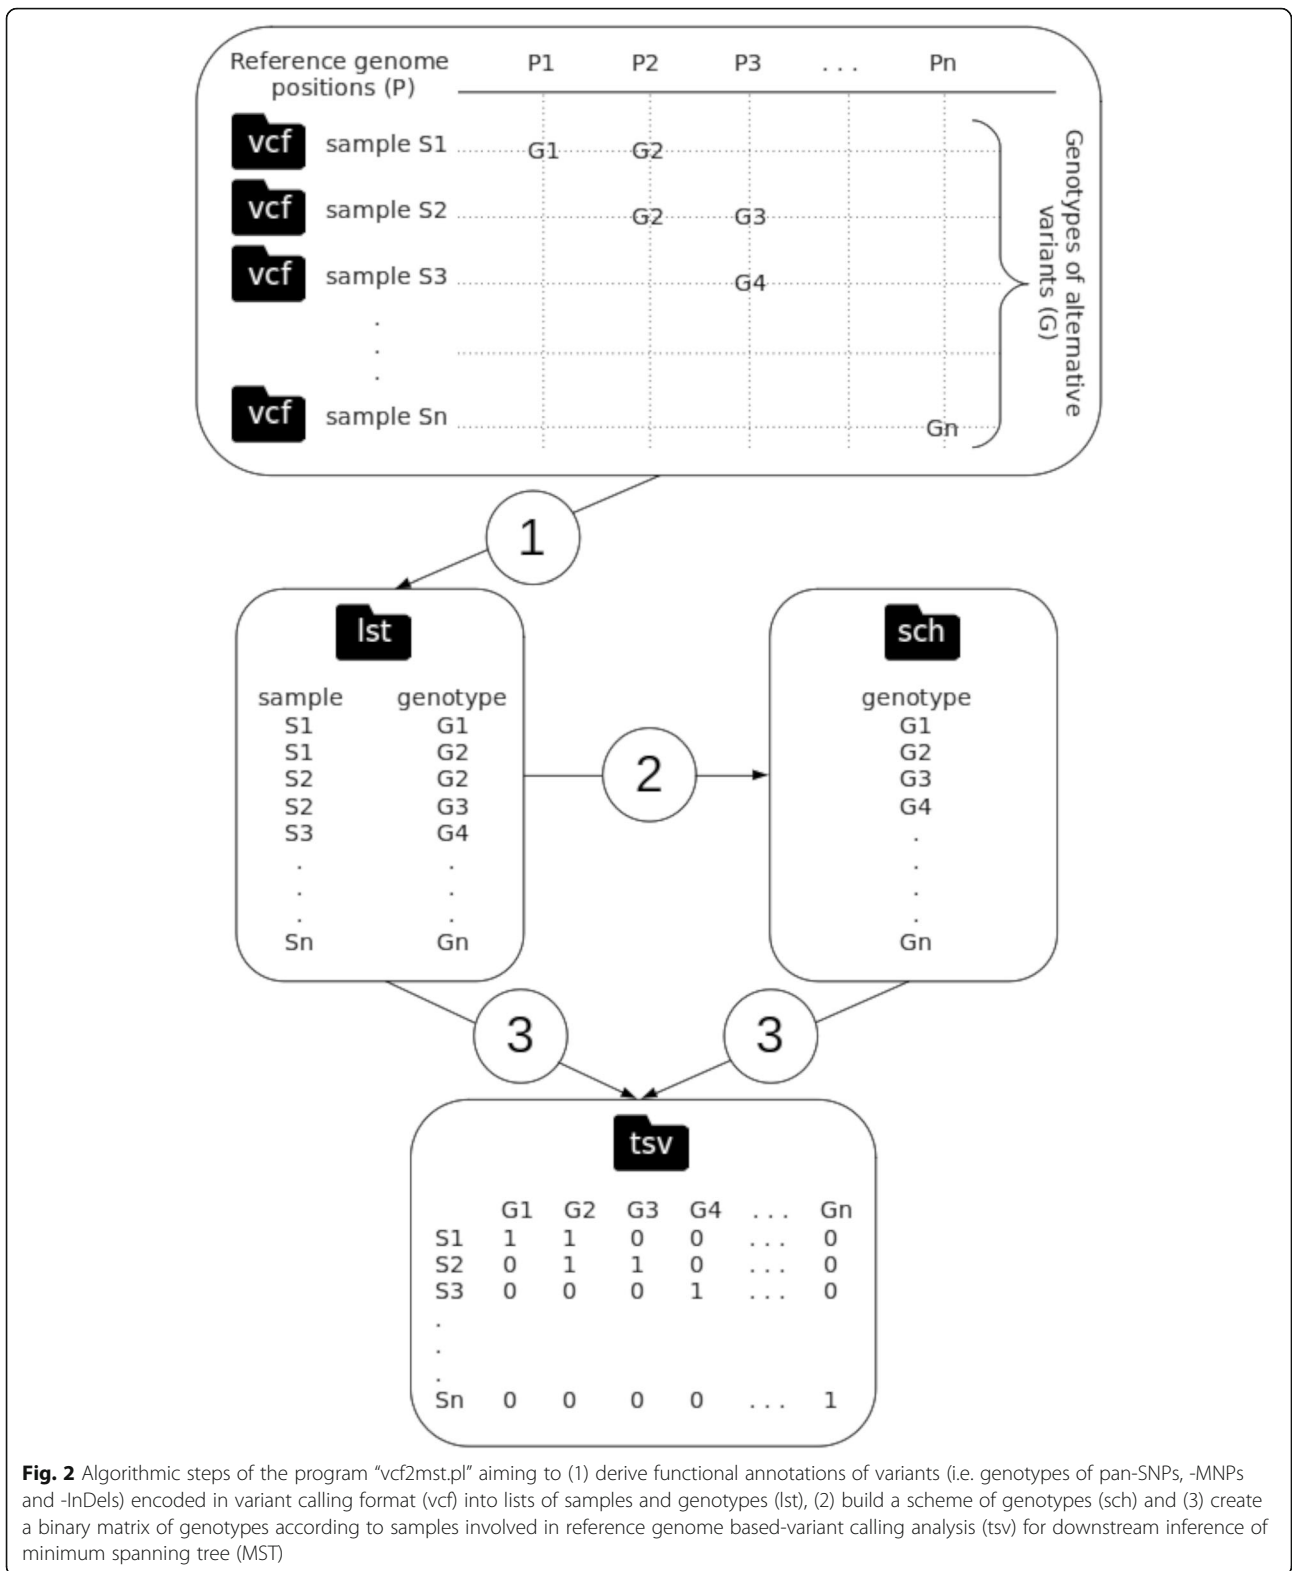 Reference genome P1 P2 P3 . . . Pn
positions (P)
vcf sample S1 G1 G2
vcf sample S2 G2 G3
vcf sample S3 G4
.
.
.
vcf sample Sn Gn
Genotypes of alternative
variants (G)
1
lst
sample genotype
S1 G1
S1 G2
S2 G2
S2 G3
S3 G4
. .
. .
. .
Sn Gn
2
sch
genotype
G1
G2
G3
G4
.
.
.
.
Gn
3 3
tsv
G1 G2 G3 G4 . . . Gn
S1 1 1 0 0 . . . 0
S2 0 1 1 0 . . . 0
S3 0 0 0 1 . . . 0
.
.
.
Sn 0 0 0 0 . . . 1
Fig. 2 Algorithmic steps of the program “vcf2mst.pl” aiming to (1) derive functional annotations of variants (i.e. genotypes of pan-SNPs, -MNPs
and -InDels) encoded in variant calling format (vcf) into lists of samples and genotypes (lst), (2) build a scheme of genotypes (sch) and (3) create
a binary matrix of genotypes according to samples involved in reference genome based-variant calling analysis (tsv) for downstream inference of
minimum spanning tree (MST)